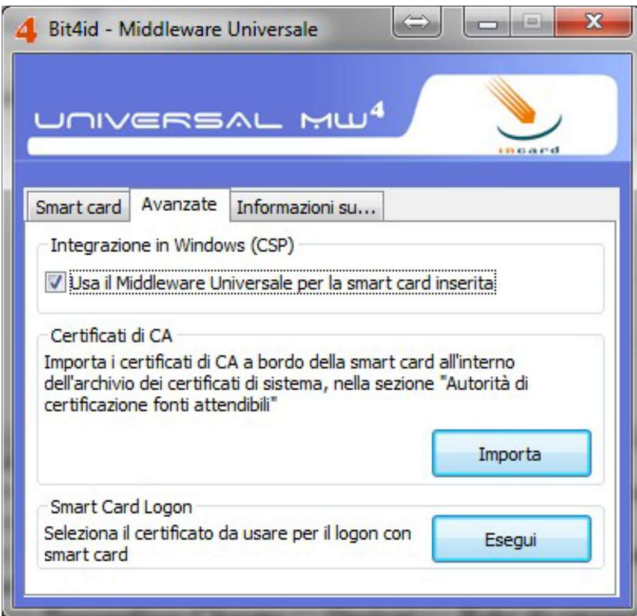 4 Bit4id - Middleware Universale
UNIVERSAL MW4
incard
Smart card Avanzate Informazioni su...
Integrazione in Windows (CSP)
Usa il Middleware Universale per la smart card inserita
Certificati di CA
Importa i certificati di CA a bordo della smart card all'interno
dell'archivio dei certificati di sistema, nella sezione "Autorità di
certificazione fonti attendibili"
Importa
Smart Card Logon
Seleziona il certificato da usare per il logon con
smart card
Esegui